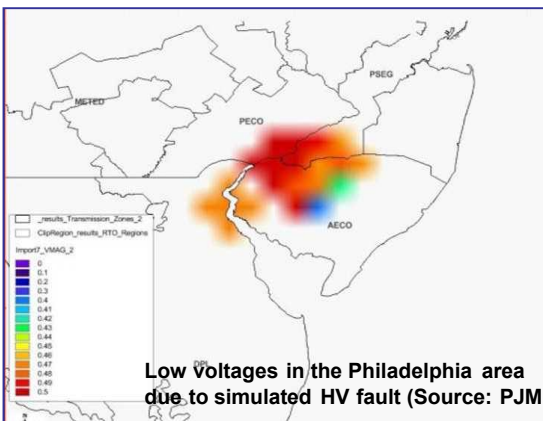 PSEG
METED
PECO
AECO
_results_Transmission_Zones_2
ClipRegion_results_RTO_Regions
Import7_VMAG_2
0
0.1
0.2
0.3
0.4
0.41
0.42
0.43
0.44
0.45
0.46
0.47
0.48
0.49
0.5
DPL
Low voltages in the Philadelphia area
due to simulated HV fault (Source: PJM